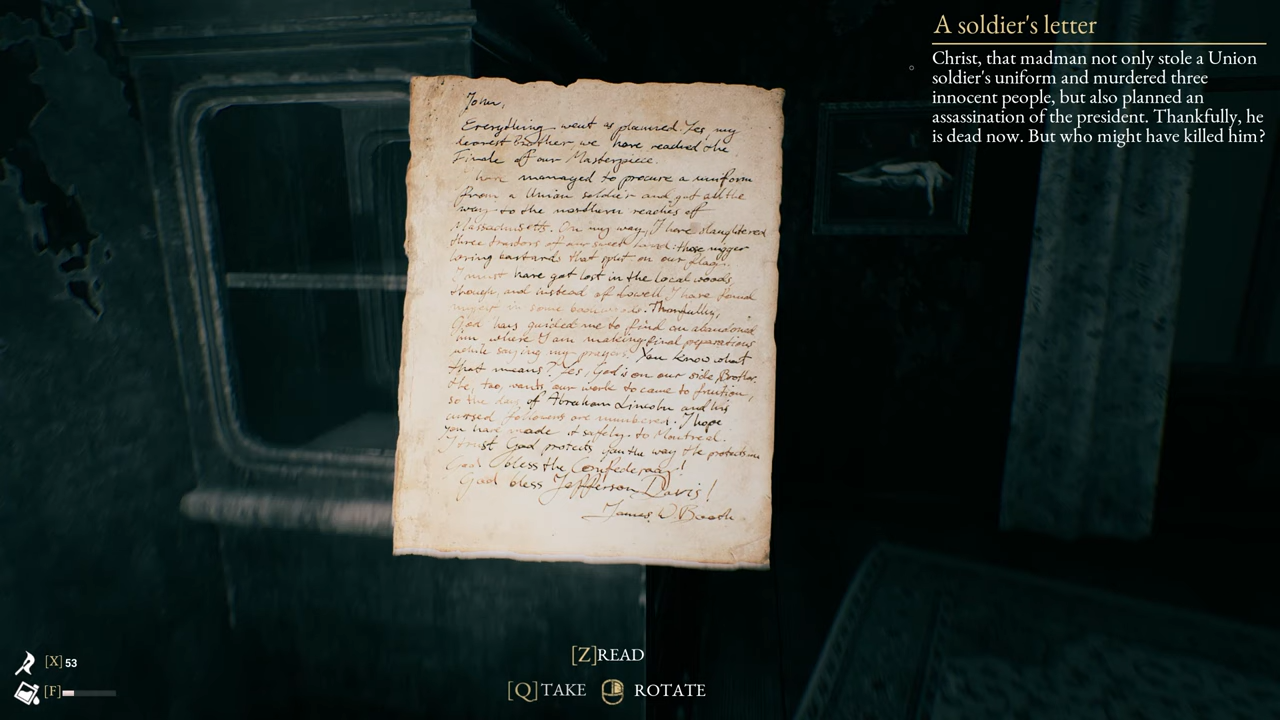 A soldier's letter
Christ, that madman not only stole a Union
soldier's uniform and murdered three
innocent people, but also planned an
assassination of the president. Thankfully, he
is dead now. But who might have killed him?
John,
Everything went as planned. Yes, my
dearest Brother, we have reached the
Finale of our Masterpiece.
I have managed to procure a uniform
from a Union soldier and got all the
way to the northern reaches of
Massachusetts. On my way, I have slaughtered
three traitors of our sweet land: those nigger
loving bastards that spat on our flag.
I must have got lost in the local woods
though, and instead of Lowell I have found
myself in some backwoods. Thankfully,
God has guided me to find an abandoned
where I am making final preparations
while saying my prayers. You know what
that means? Yes, God is on our side, Brother.
He, too, wants our work to come to fruition,
so the days of Abraham Lincoln and his
cursed followers are numbered. I hope
you have made it safely to Montreal.
I trust God protects you the way He protects me
God bless the Confederacy!
God bless Jefferson Davis!
James W. Booth
[X] 53
[F]
[Z]READ
[Q]TAKE ROTATE